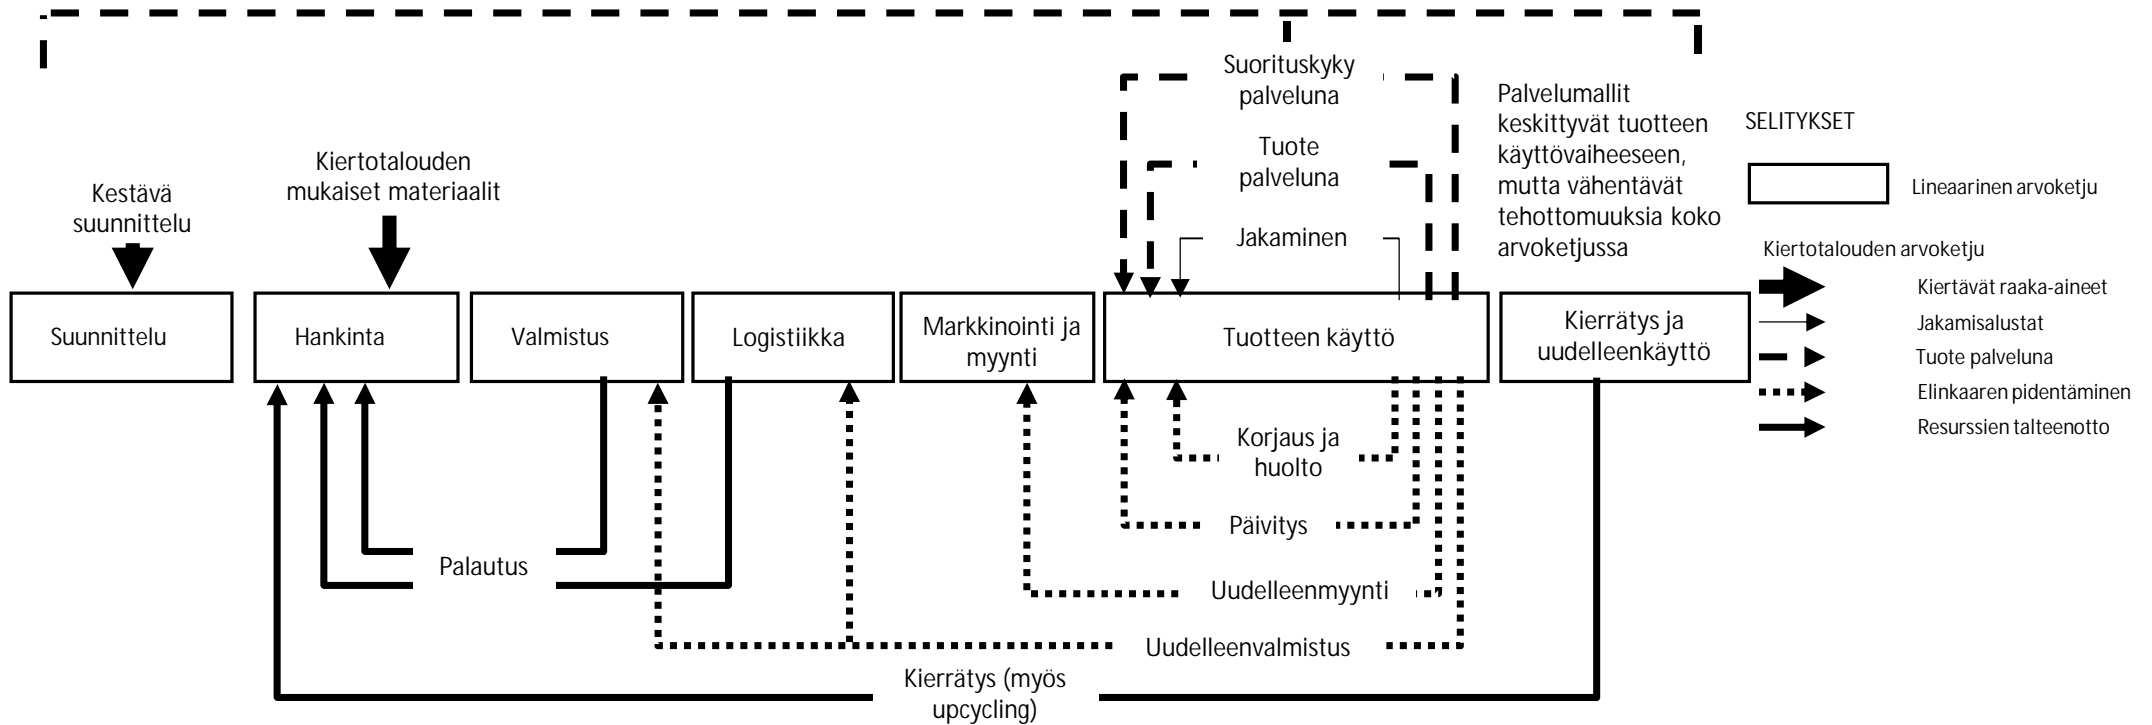 Suorituskyky
palveluna
Tuote
palveluna
Jakaminen
Palvelumallit
keskittyvät tuotteen
käyttövaiheeseen,
mutta vähentävät
tehottomuuksia koko
arvoketjussa
Kestävä
suunnittelu
Kiertotalouden
mukaiset materiaalit
Suunnittelu
Hankinta
Valmistus
Logistiikka
Markkinointi ja
myynti
Tuotteen käyttö
Kierrätys ja
uudelleenkäyttö
Korjaus ja
huolto
Päivitys
Palautus
Uudelleenmyynti
Uudelleenvalmistus
Kierrätys (myös
upcycling)
SELITYKSET
Lineaarinen arvoketju
Kiertotalouden arvoketju
Kiertävät raaka-aineet
Jakamisalustat
Tuote palveluna
Elinkaaren pidentäminen
Resurssien talteenotto